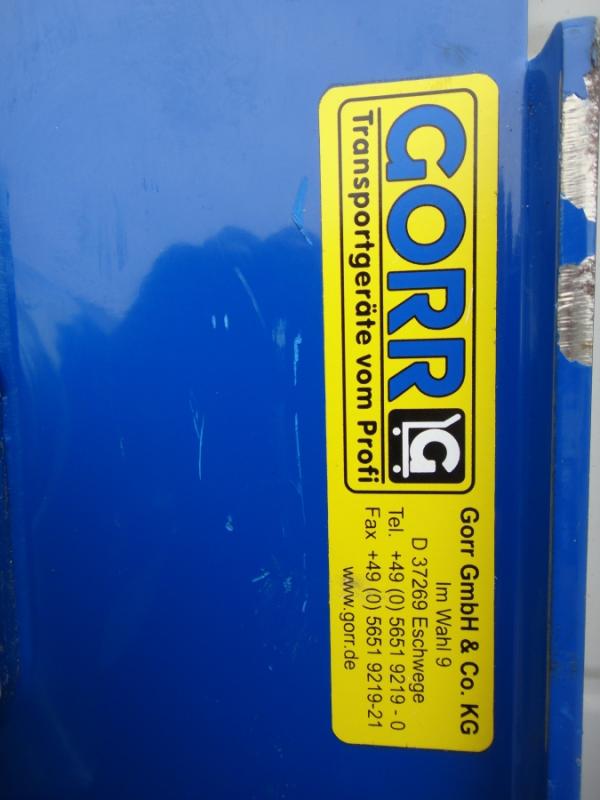 GORR G
Transportgeräte vom Profi
Gorr GmbH & Co. KG
Im Wahl 9
D 37269 Eschwege
Tel. +49 (0) 5651 9219 - 0
Fax +49 (0) 5651 9219-21
www.gorr.de